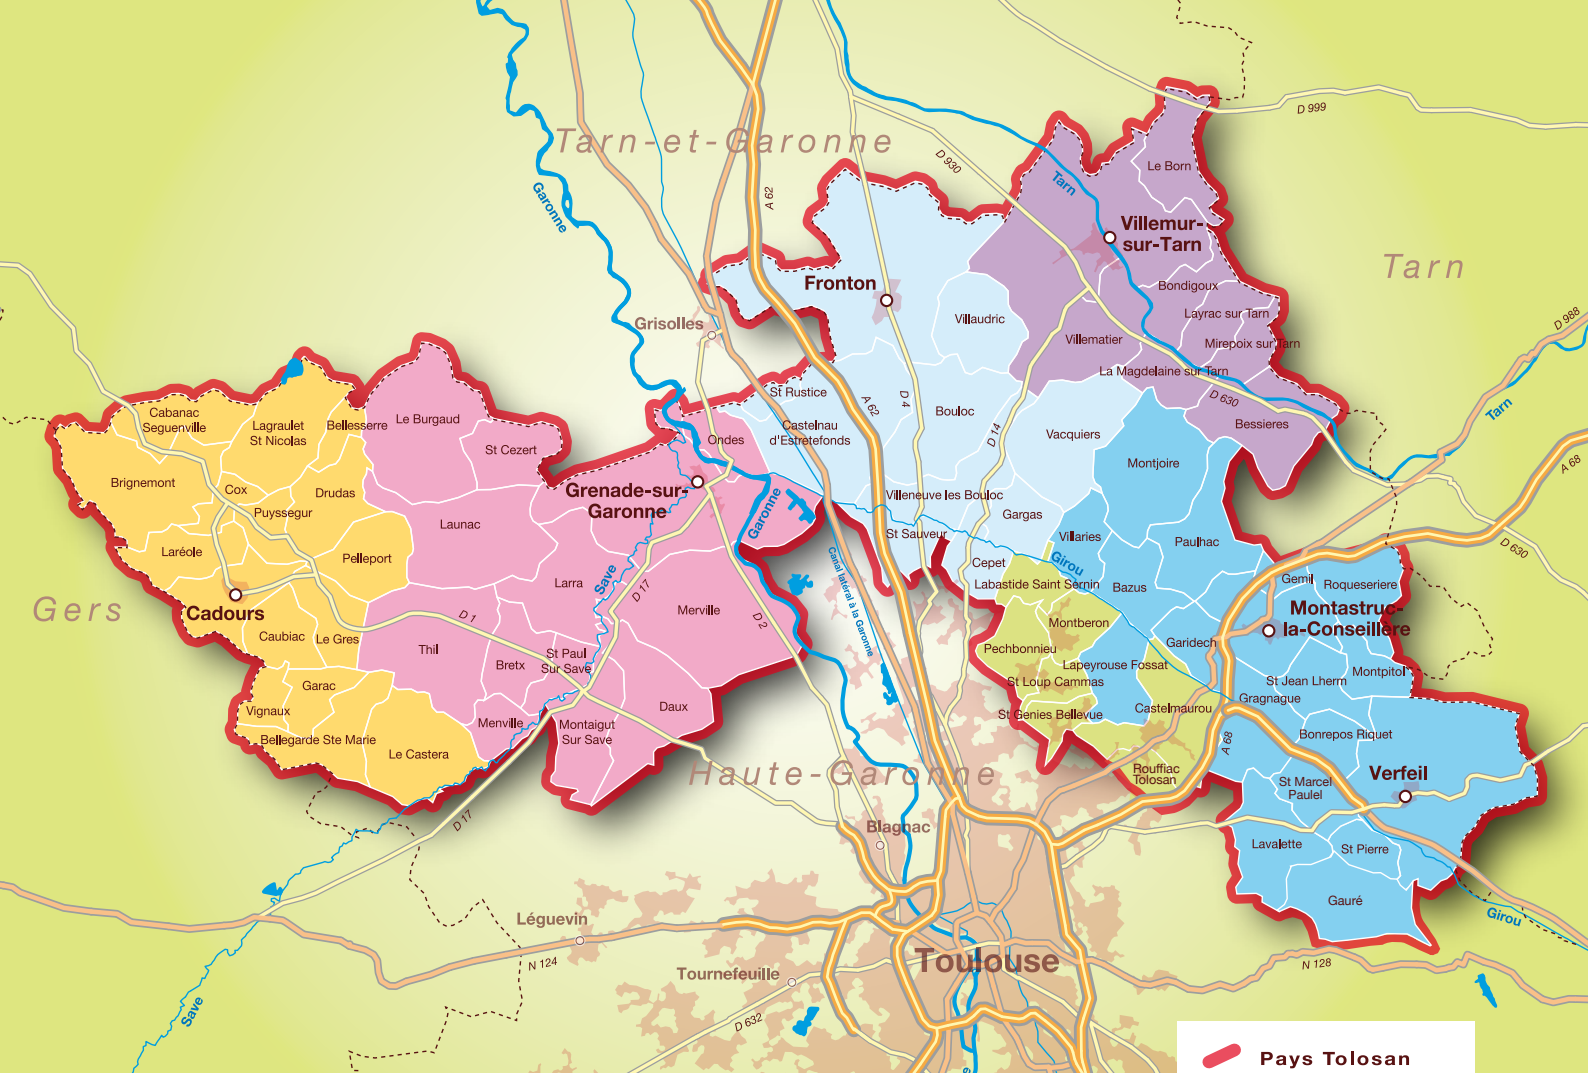 D 999
Tarn-et-Garonne
D 930
Le Born
Tarn
Garonne
A 62
Villemur-
sur-Tarn
Tarn
Fronton
Bondigoux
Villaudric
Layrac sur Tarn
Grisolles
D 988
Villematier
Mirepoix sur Tarn
La Magdelaine sur Tarn
St Rustice
D 630
Tarn
A 62
D 4
Bouloc
Cabanac
Seguenville
Lagraulet
St Nicolas
Bellesserre
Le Burgaud
Castelnau
d'Estretefonds
Bessieres
Ondes
D 14
Vacquiers
St Cezert
Montjoire
A 68
Brignemont
Cox
Drudas
Grenade-sur-
Garonne
Villeneuve les Bouloc
Puyssegur
Garonne
Gargas
Launac
St Sauveur
Villaries
Paulhac
D 630
Laréole
Pelleport
Cepet
Girou
Canal latéral à la Garonne
Save
Larra
D 17
Labastide Saint Sernin
Bazus
Gemil
Roqueseriere
Gers
Cadours
D 1
Merville
D 2
Montberon
Montastruc-
la-Conseillère
Caubiac
Le Gres
Thil
Pechbonnieu
Garidech
St Paul
Sur Save
Bretx
Lapeyrouse Fossat
Montpitol
Garac
St Loup Cammas
St Jean Lherm
Gragnague
Vignaux
Daux
St Genies Bellevue
Castelmaurou
Menville
Montaigut
Sur Save
Bellegarde Ste Marie
Le Castera
A 68
Bonrepos Riquet
Haute-Garonne
Rouffiac
Tolosan
St Marcel
Paulel
Verfeil
D 17
Blagnac
Lavalette
St Pierre
Gauré
Léguevin
Girou
N 124
Toulouse
N 128
Tournefeuille
Save
D 632
Pays Tolosan